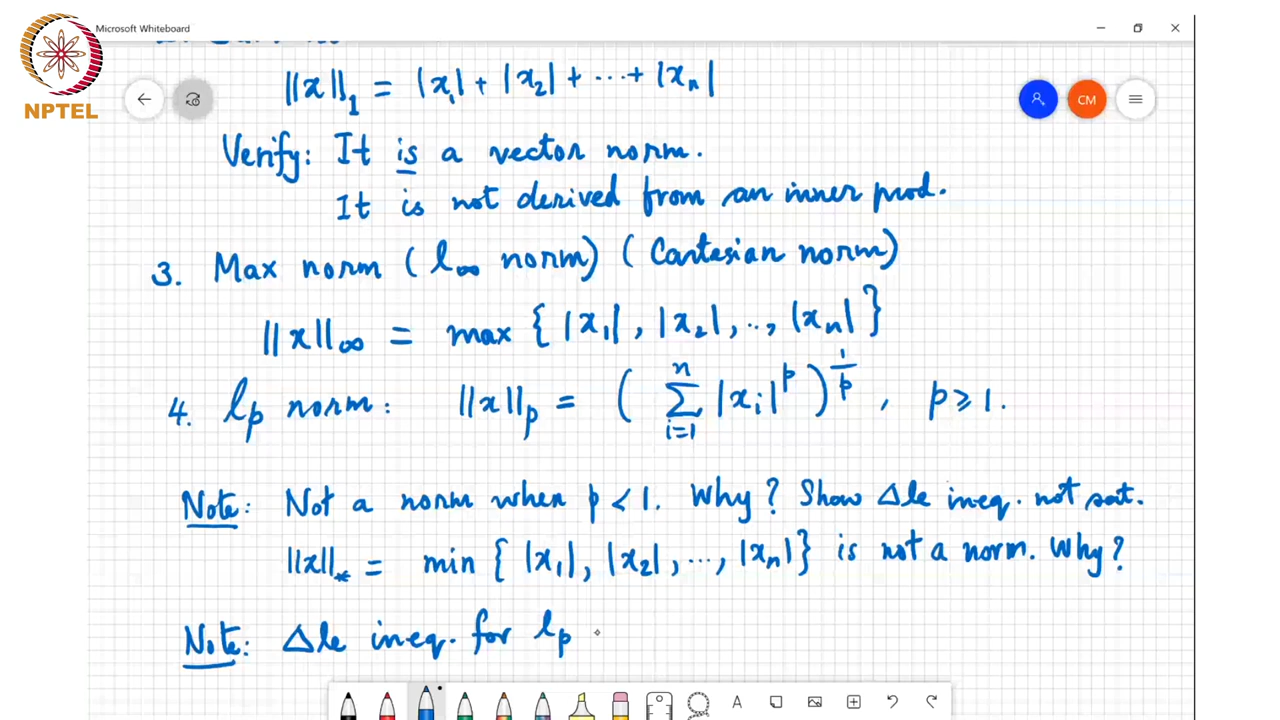 Microsoft Whiteboard
NPTEL
CM
||x||₁ = |x₁| + |x₂| + ⋯ + |xₙ|
Verify: It is a vector norm.
It is not derived from an inner prod.
3. Max norm (l∞ norm) (Cartesian norm)
||x||∞ = max { |x₁|, |x₂|, .., |xₙ| }
4. lp norm: ||x||p = ( ∑ i=1 n |xi|^p )^(1/p), p ≥ 1.
Note: Not a norm when p < 1. Why? Show Δle ineq. not sat.
||x||* = min { |x₁|, |x₂|, ⋯, |xₙ| } is not a norm. Why?
Note: Δle ineq. for lp